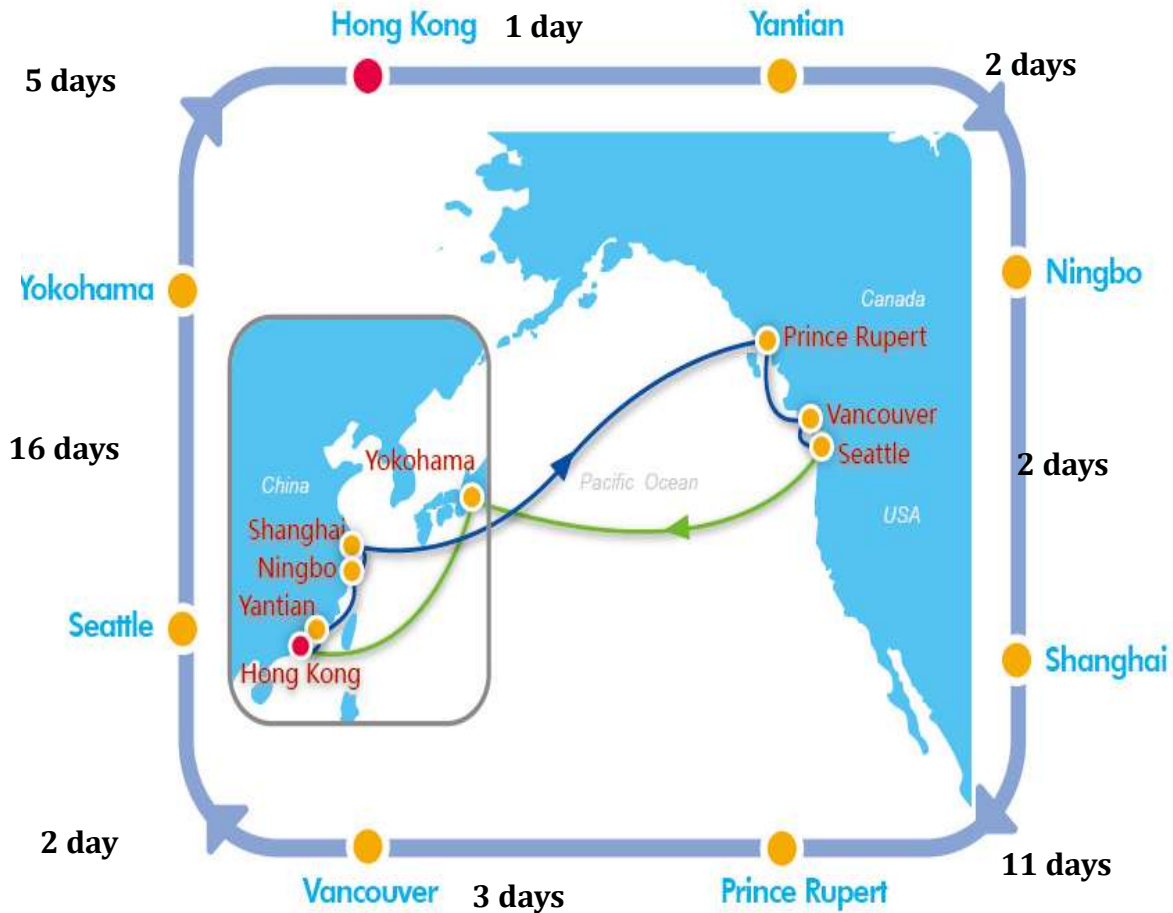 Hong Kong
1 day
Yantian
5 days
2 days
Yokohama
Ningbo
Canada
Prince Rupert
Vancouver
16 days
Yokohama
Seattle
2 days
China
Pacific Ocean
USA
Shanghai
Ningbo
Yantian
Seattle
Shanghai
Hong Kong
2 day
11 days
Vancouver
3 days
Prince Rupert